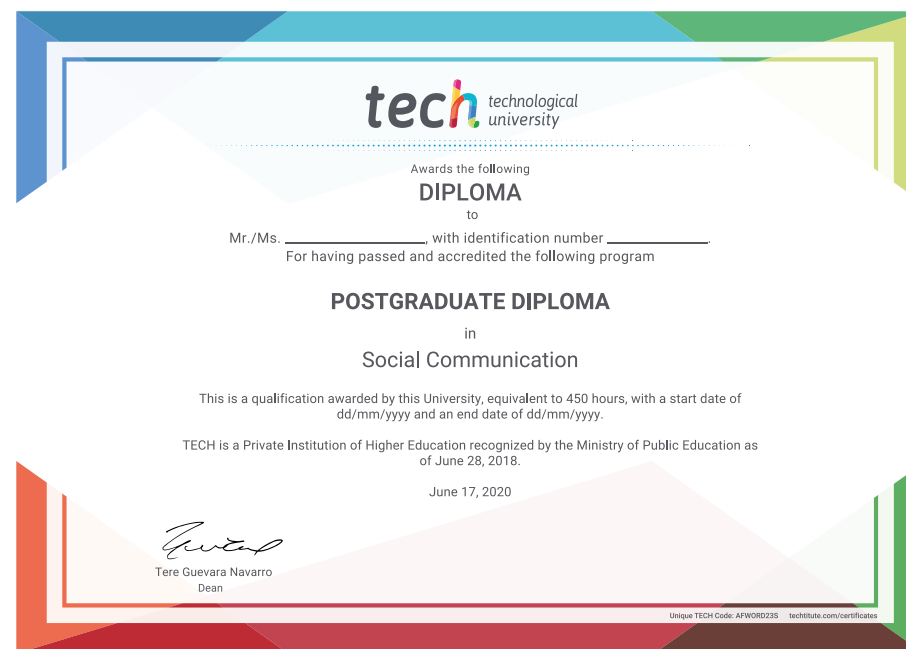 tech technological
university
Awards the following
DIPLOMA
to
Mr./Ms. ____________________, with identification number ______________.
For having passed and accredited the following program
POSTGRADUATE DIPLOMA
in
Social Communication
This is a qualification awarded by this University, equivalent to 450 hours, with a start date of
dd/mm/yyyy and an end date of dd/mm/yyyy.
TECH is a Private Institution of Higher Education recognized by the Ministry of Public Education as
of June 28, 2018.
June 17, 2020
Tere Guevara Navarro
Dean
Unique TECH Code: AFWORD23S techtitute.com/certificates